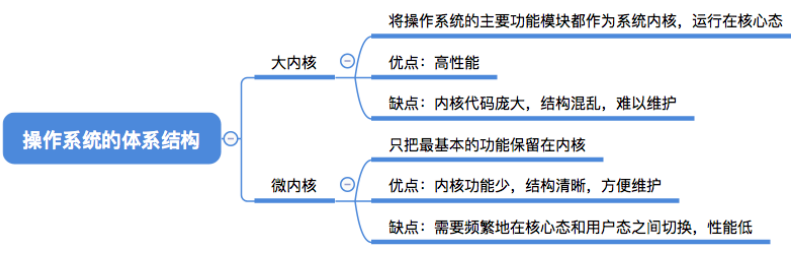 操作系统的体系结构
大内核
将操作系统的主要功能模块都作为系统内核，运行在核心态
优点：高性能
缺点：内核代码庞大，结构混乱，难以维护
微内核
只把最基本的功能保留在内核
优点：内核功能少，结构清晰，方便维护
缺点：需要频繁地在核心态和用户态之间切换，性能低